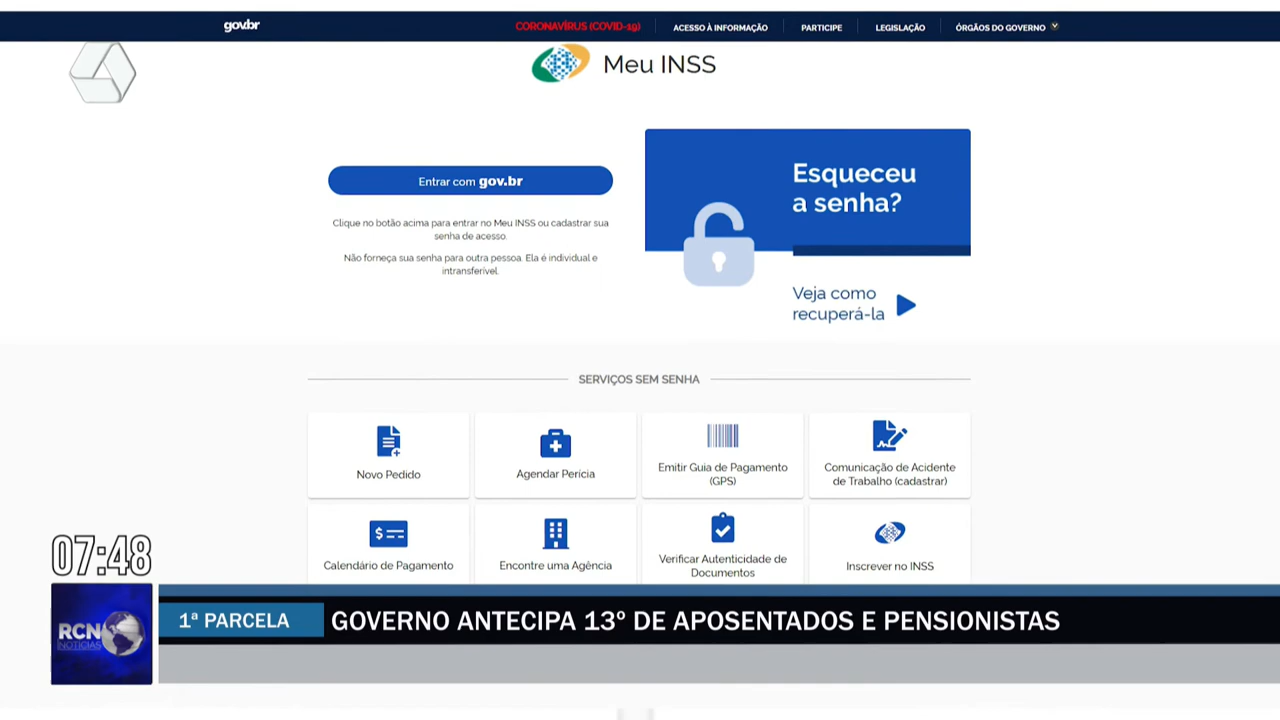 gov.br
CORONAVÍRUS (COVID-19)
ACESSO À INFORMAÇÃO
PARTICIPE
LEGISLAÇÃO
ÓRGÃOS DO GOVERNO
Meu INSS
Entrar com gov.br
Clique no botão acima para entrar no Meu INSS ou cadastrar sua
senha de acesso.
Não forneça sua senha para outra pessoa. Ela é individual e
intransferível.
Esqueceu
a senha?
Veja como
recuperá-la
SERVIÇOS SEM SENHA
Novo Pedido
Agendar Perícia
Emitir Guia de Pagamento
(GPS)
Comunicação de Acidente
de Trabalho (cadastrar)
Calendário de Pagamento
Encontre uma Agência
Verificar Autenticidade de
Documentos
Inscrever no INSS
07:48
RCN
NOTÍCIAS
1ª PARCELA
GOVERNO ANTECIPA 13º DE APOSENTADOS E PENSIONISTAS